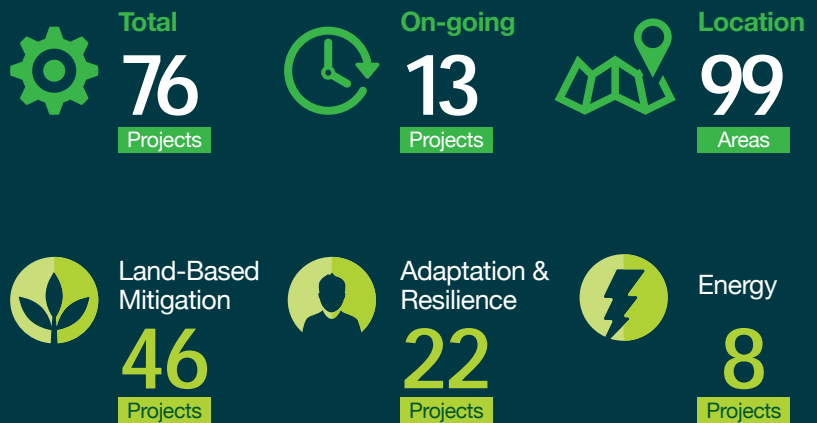 Total
76
Projects
On-going
13
Projects
Location
99
Areas
Land-Based
Mitigation
46
Projects
Adaptation &
Resilience
22
Projects
Energy
8
Projects